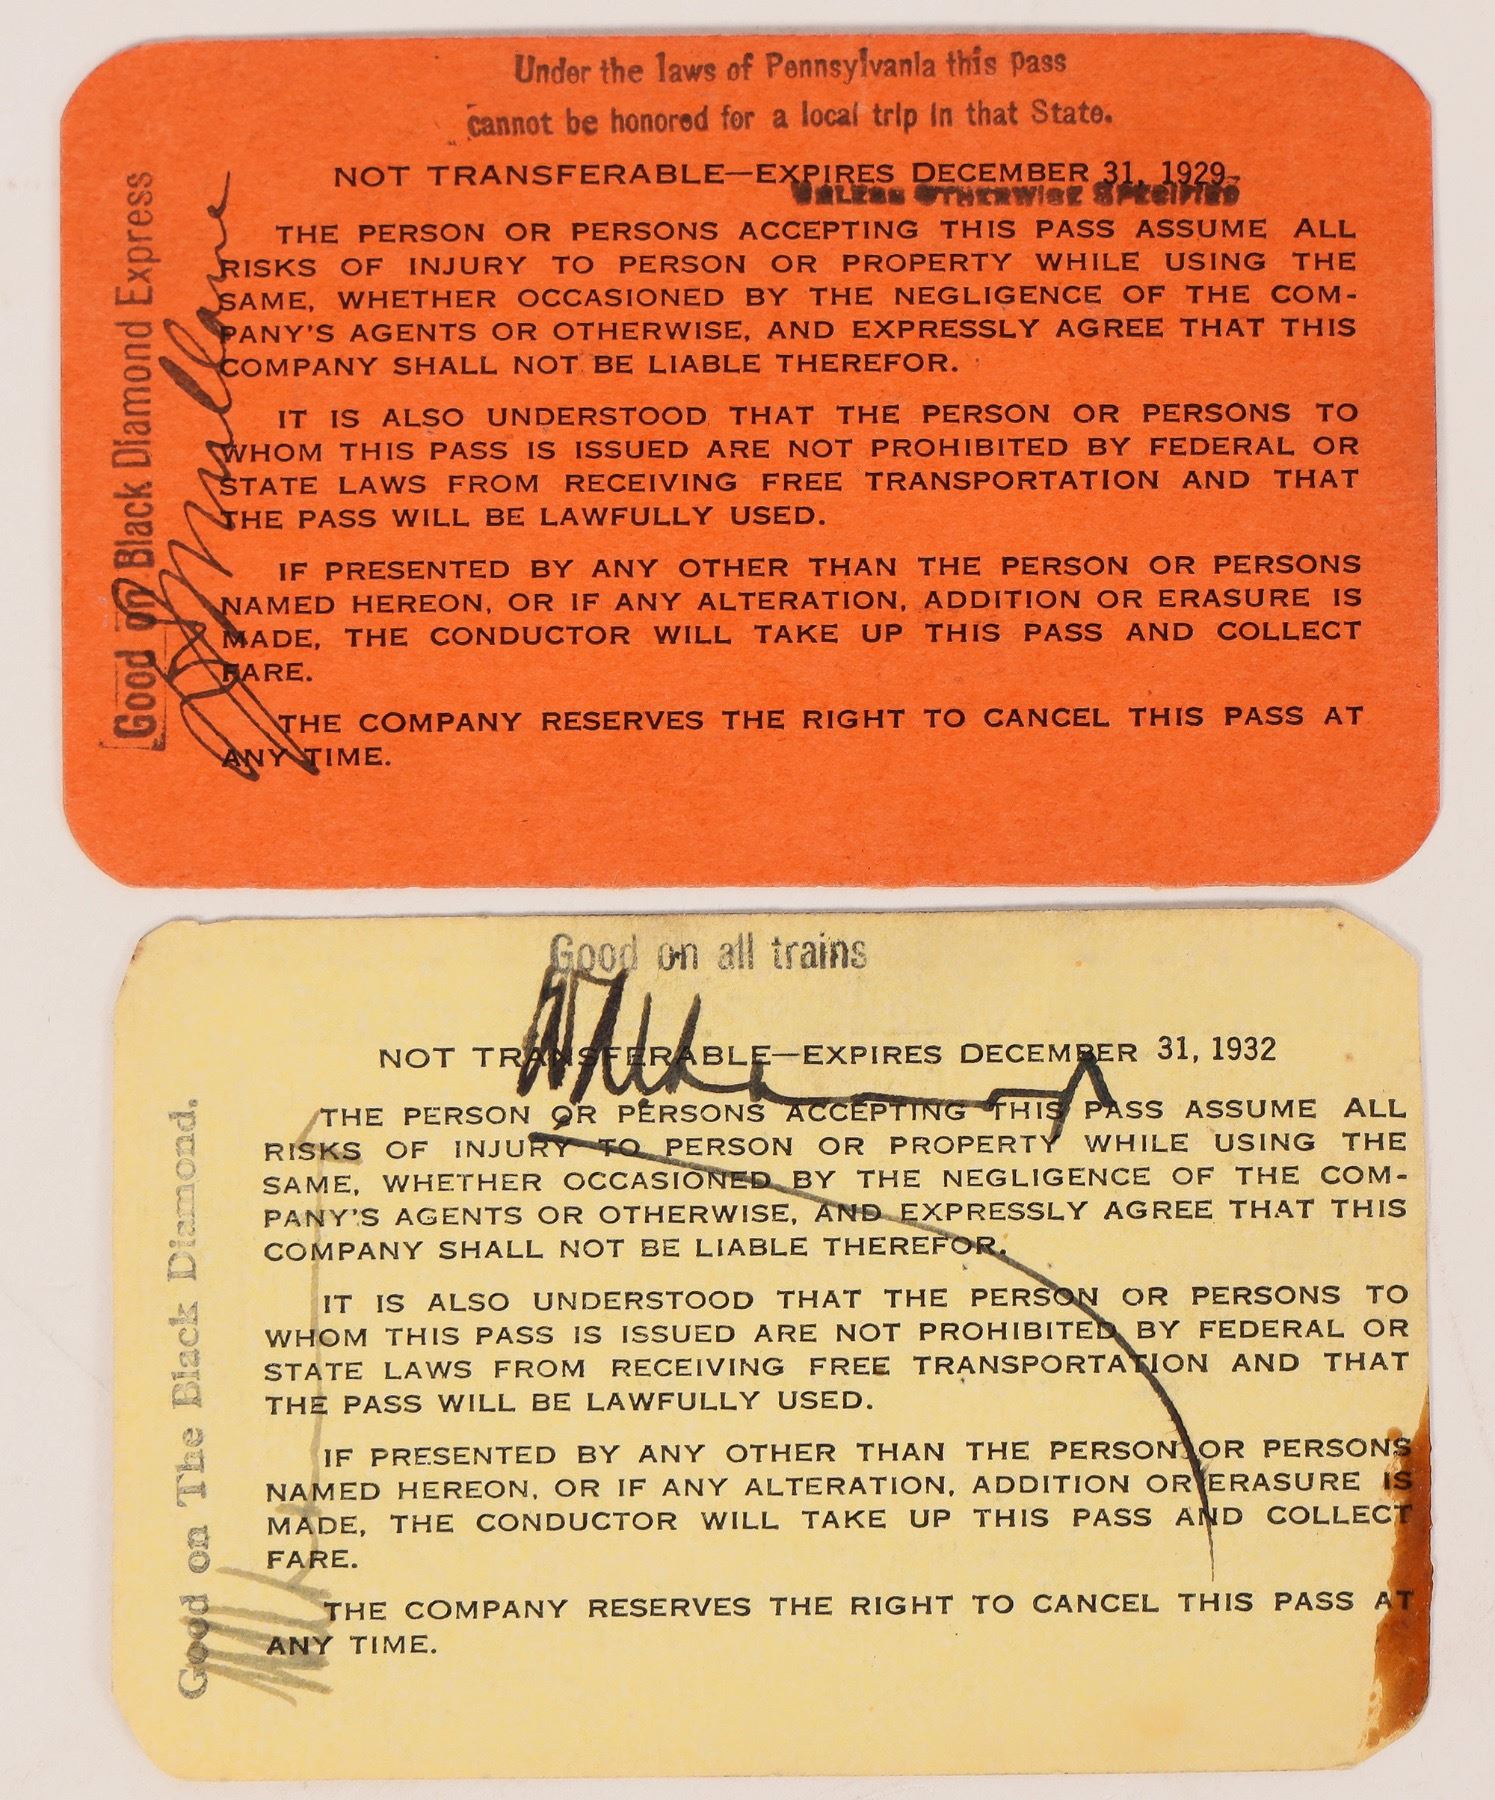 Under the laws of Pennsylvania this pass
cannot be honored for a local trip in that State.
NOT TRANSFERABLE—EXPIRES DECEMBER 31, 1929
UNLESS OTHERWISE SPECIFIED
THE PERSON OR PERSONS ACCEPTING THIS PASS ASSUME ALL
RISKS OF INJURY TO PERSON OR PROPERTY WHILE USING THE
SAME, WHETHER OCCASIONED BY THE NEGLIGENCE OF THE COM-
PANY'S AGENTS OR OTHERWISE, AND EXPRESSLY AGREE THAT THIS
COMPANY SHALL NOT BE LIABLE THEREFOR.
IT IS ALSO UNDERSTOOD THAT THE PERSON OR PERSONS TO
WHOM THIS PASS IS ISSUED ARE NOT PROHIBITED BY FEDERAL OR
STATE LAWS FROM RECEIVING FREE TRANSPORTATION AND THAT
THE PASS WILL BE LAWFULLY USED.
IF PRESENTED BY ANY OTHER THAN THE PERSON OR PERSONS
NAMED HEREON, OR IF ANY ALTERATION, ADDITION OR ERASURE IS
MADE, THE CONDUCTOR WILL TAKE UP THIS PASS AND COLLECT
FARE.
THE COMPANY RESERVES THE RIGHT TO CANCEL THIS PASS AT
ANY TIME.
Good on Black Diamond Express
Good on all trains
NOT TRANSFERABLE—EXPIRES DECEMBER 31, 1932
THE PERSON OR PERSONS ACCEPTING THIS PASS ASSUME ALL
RISKS OF INJURY TO PERSON OR PROPERTY WHILE USING THE
SAME, WHETHER OCCASIONED BY THE NEGLIGENCE OF THE COM-
PANY'S AGENTS OR OTHERWISE, AND EXPRESSLY AGREE THAT THIS
COMPANY SHALL NOT BE LIABLE THEREFOR.
IT IS ALSO UNDERSTOOD THAT THE PERSON OR PERSONS TO
WHOM THIS PASS IS ISSUED ARE NOT PROHIBITED BY FEDERAL OR
STATE LAWS FROM RECEIVING FREE TRANSPORTATION AND THAT
THE PASS WILL BE LAWFULLY USED.
IF PRESENTED BY ANY OTHER THAN THE PERSON OR PERSONS
NAMED HEREON, OR IF ANY ALTERATION, ADDITION OR ERASURE IS
MADE, THE CONDUCTOR WILL TAKE UP THIS PASS AND COLLECT
FARE.
THE COMPANY RESERVES THE RIGHT TO CANCEL THIS PASS AT
ANY TIME.
Good on The Black Diamond.